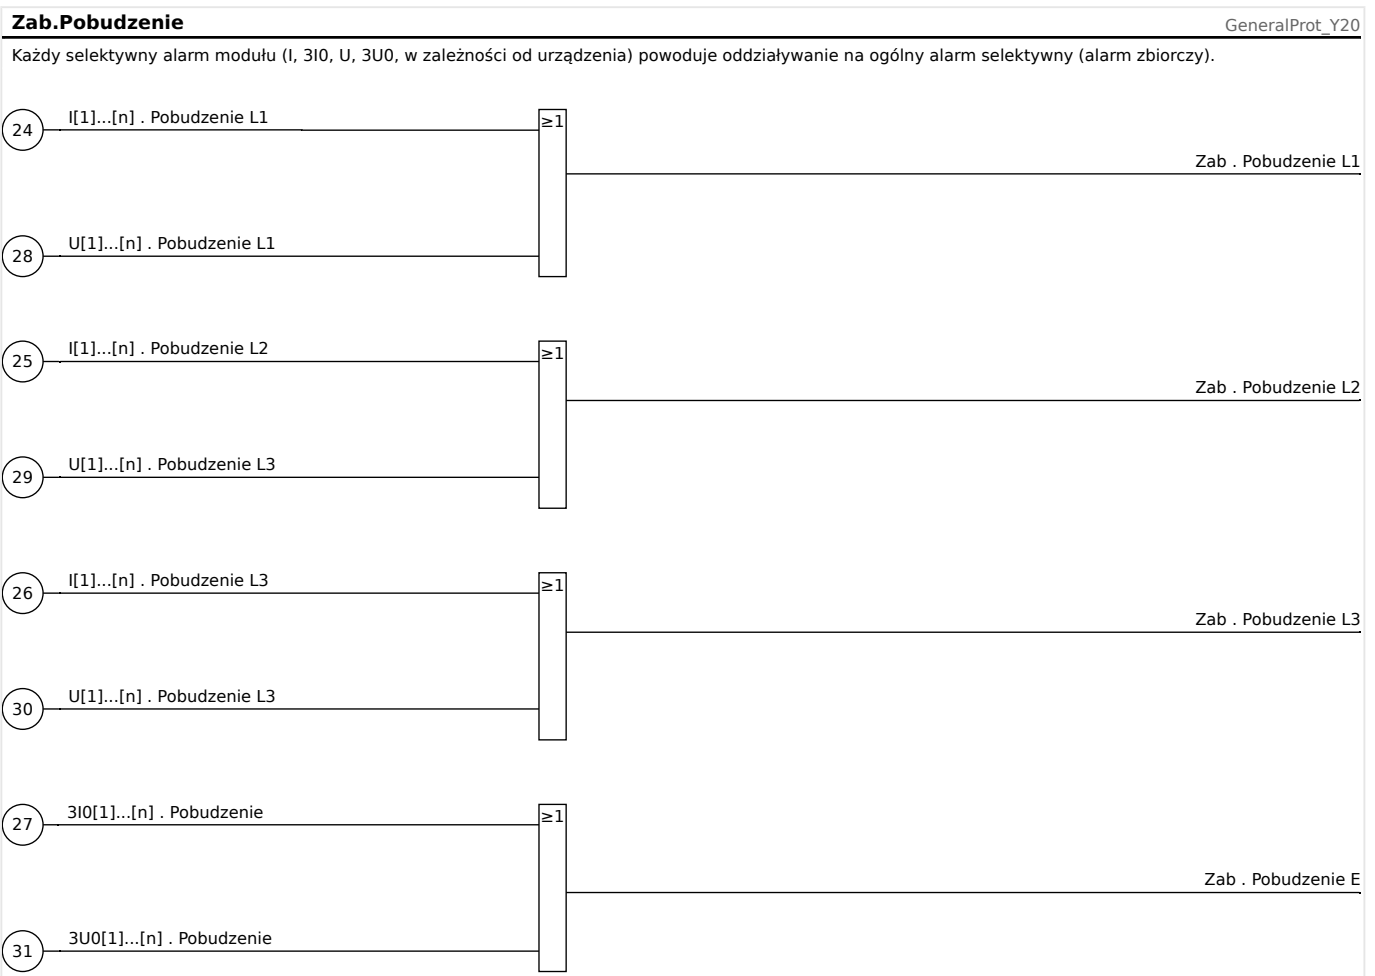 Zab.Pobudzenie
GeneralProt_Y20
Każdy selektywny alarm modułu (I, 3I0, U, 3U0, w zależności od urządzenia) powoduje oddziaływanie na ogólny alarm selektywny (alarm zbiorczy).
24 I[1]...[n] . Pobudzenie L1
≥1
Zab . Pobudzenie L1
28 U[1]...[n] . Pobudzenie L1
25 I[1]...[n] . Pobudzenie L2
≥1
Zab . Pobudzenie L2
29 U[1]...[n] . Pobudzenie L3
26 I[1]...[n] . Pobudzenie L3
≥1
Zab . Pobudzenie L3
30 U[1]...[n] . Pobudzenie L3
27 3I0[1]...[n] . Pobudzenie
≥1
Zab . Pobudzenie E
31 3U0[1]...[n] . Pobudzenie